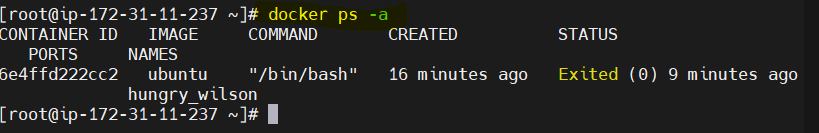 [root@ip-172-31-11-237 ~]# docker ps -a
CONTAINER ID   IMAGE     COMMAND       CREATED          STATUS
   PORTS     NAMES
6e4ffd222cc2   ubuntu    "/bin/bash"   16 minutes ago   Exited (0) 9 minutes ago
             hungry_wilson
[root@ip-172-31-11-237 ~]#